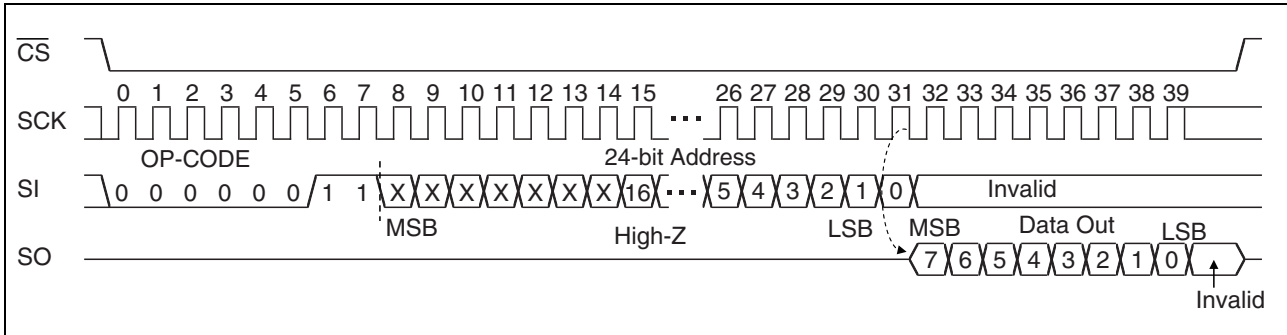 CS
0 1 2 3 4 5 6 7 8 9 10 11 12 13 14 15 26 27 28 29 30 31 32 33 34 35 36 37 38 39
SCK
OP-CODE 24-bit Address
SI 0 0 0 0 0 0 1 1 X X X X X X X 16 5 4 3 2 1 0 Invalid
MSB High-Z LSB MSB Data Out LSB
SO 7 6 5 4 3 2 1 0
Invalid